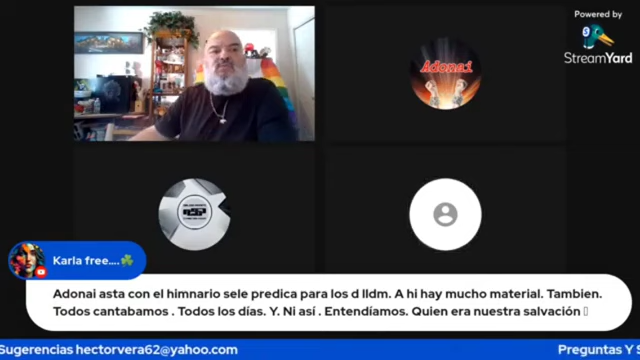 Powered by
StreamYard
Adonai
Karla free....☘️
Adonai asta con el himnario sele predica para los d lldm. A hi hay mucho material. Tambien.
Todos cantabamos . Todos los días. Y. Ni así . Entendíamos. Quien era nuestra salvación
Sugerencias hectorvera62@yahoo.com
Preguntas Y S